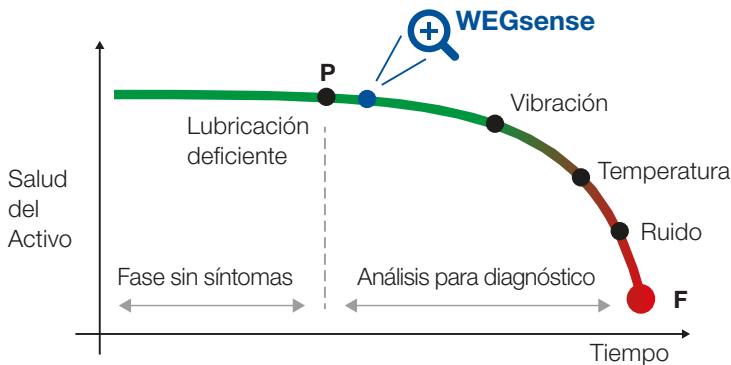 WEGsense
P
Vibración
Lubricación
deficiente
Temperatura
Salud
del
Activo
Ruido
Fase sin síntomas
Análisis para diagnóstico
F
Tiempo